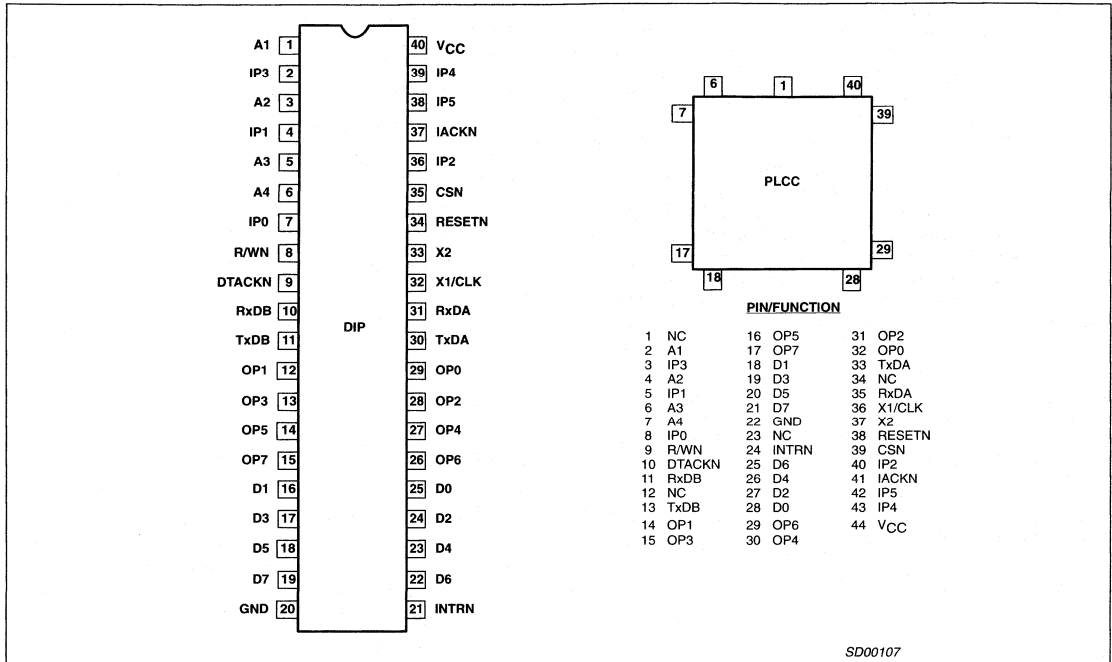 A1 1 40 VCC
IP3 2 39 IP4
A2 3 38 IP5
IP1 4 37 IACKN
A3 5 36 IP2
A4 6 35 CSN
IP0 7 34 RESETN
R/WN 8 33 X2
DTACKN 9 32 X1/CLK
RxDB 10 31 RxDA
TxDB 11 30 TxDA
DIP
OP1 12 29 OP0
OP3 13 28 OP2
OP5 14 27 OP4
OP7 15 26 OP6
D1 16 25 D0
D3 17 24 D2
D5 18 23 D4
D7 19 22 D6
GND 20 21 INTRN
6 1 40
7 39
PLCC
17 29
18 28
PIN/FUNCTION
1 NC 16 OP5 31 OP2
2 A1 17 OP7 32 OP0
3 IP3 18 D1 33 TxDA
4 A2 19 D3 34 NC
5 IP1 20 D5 35 RxDA
6 A3 21 D7 36 X1/CLK
7 A4 22 GND 37 X2
8 IP0 23 NC 38 RESETN
9 R/WN 24 INTRN 39 CSN
10 DTACKN 25 D6 40 IP2
11 RxDB 26 D4 41 IACKN
12 NC 27 D2 42 IP5
13 TxDB 28 D0 43 IP4
14 OP1 29 OP6 44 VCC
15 OP3 30 OP4
SD00107